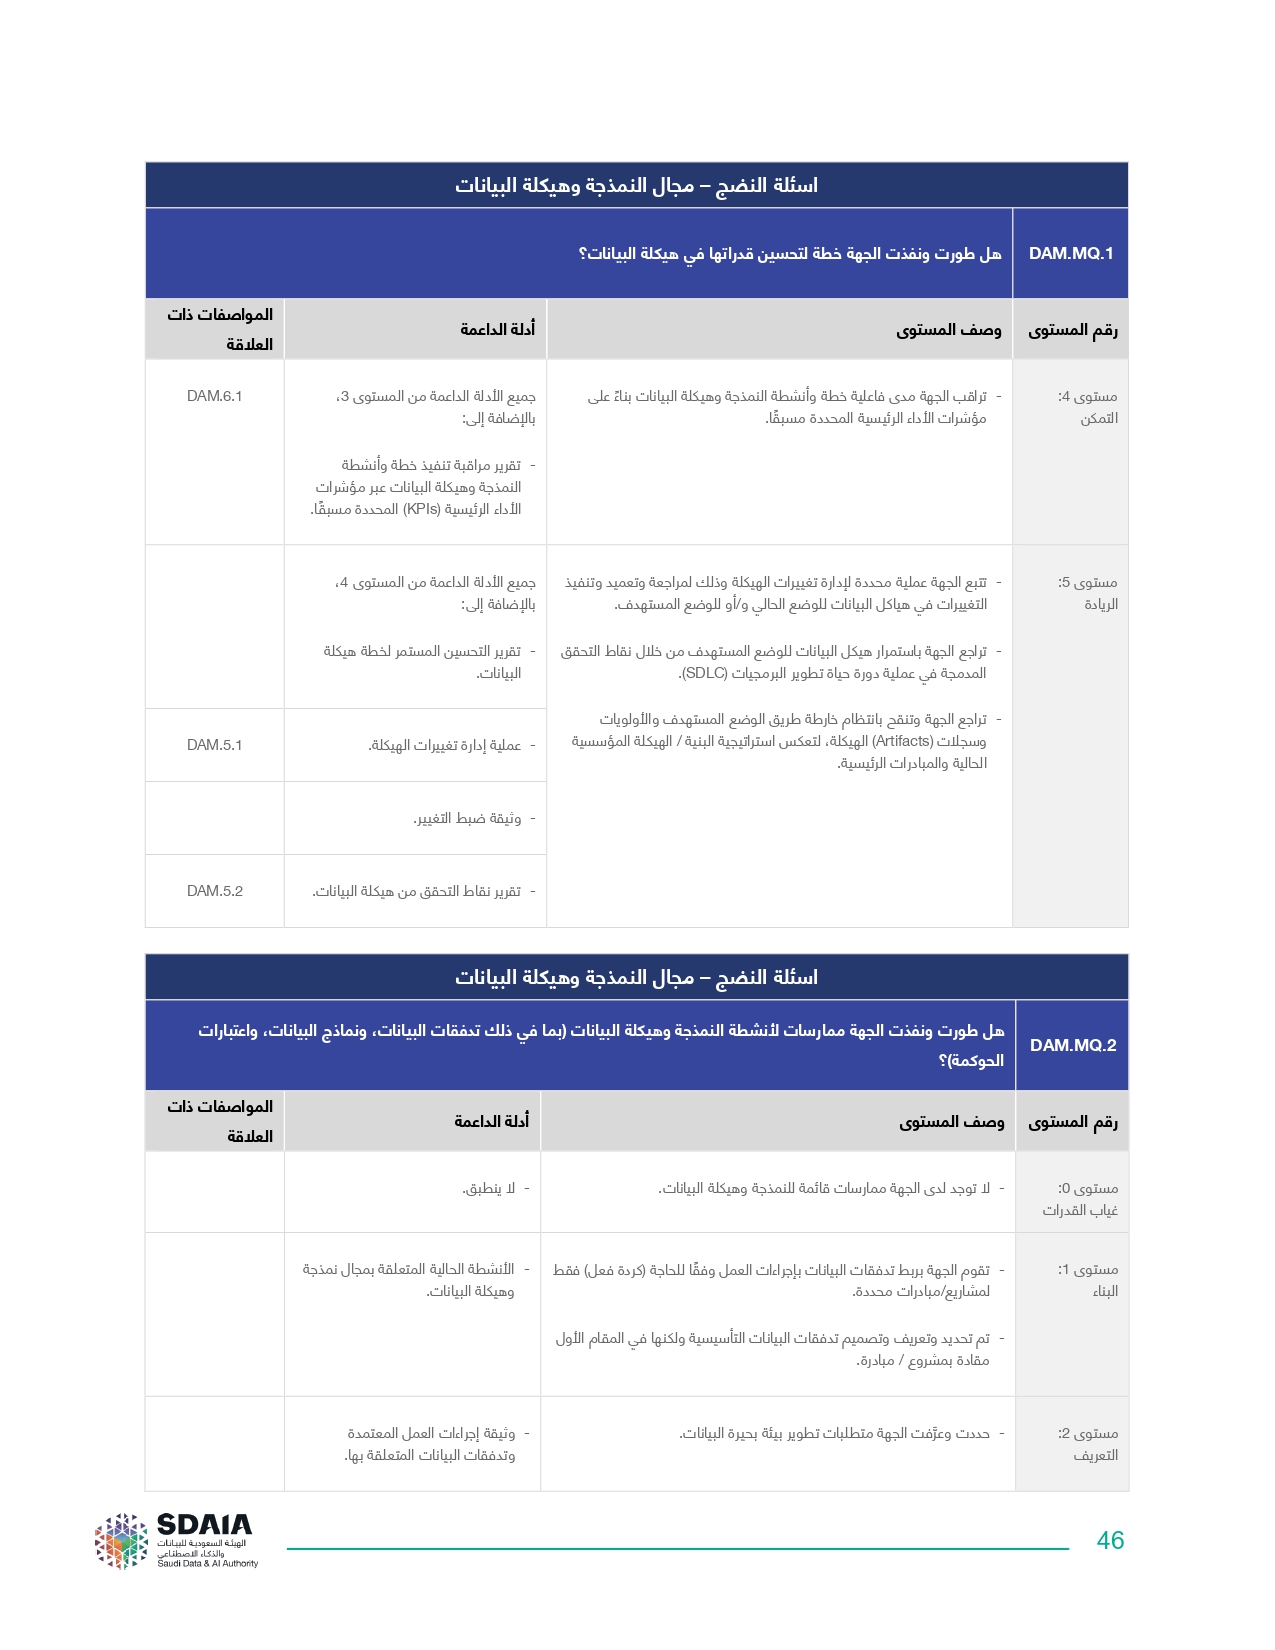 اسئلة النضج – مجال النمذجة وهيكلة البيانات
DAM.MQ.1
هل طورت ونفذت الجهة خطة لتحسين قدراتها في هيكلة البيانات؟
رقم المستوى
وصف المستوى
أدلة الداعمة
المواصفات ذات
العلاقة
مستوى 4:
التمكن
- تراقب الجهة مدى فاعلية خطة وأنشطة النمذجة وهيكلة البيانات بناءً على
مؤشرات الأداء الرئيسية المحددة مسبقًا.
جميع الأدلة الداعمة من المستوى 3،
بالإضافة إلى:
- تقرير مراقبة تنفيذ خطة وأنشطة
النمذجة وهيكلة البيانات عبر مؤشرات
الأداء الرئيسية (KPIs) المحددة مسبقًا.
DAM.6.1
مستوى 5:
الريادة
- تتبع الجهة عملية محددة لإدارة تغييرات الهيكلة وذلك لمراجعة وتعميد وتنفيذ
التغييرات في هياكل البيانات للوضع الحالي و/أو للوضع المستهدف.
- تراجع الجهة باستمرار هيكل البيانات للوضع المستهدف من خلال نقاط التحقق
المدمجة في عملية دورة حياة تطوير البرمجيات (SDLC).
- تراجع الجهة وتنقح بانتظام خارطة طريق الوضع المستهدف والأولويات
وسجلات (Artifacts) الهيكلة، لتعكس استراتيجية البنية / الهيكلة المؤسسية
الحالية والمبادرات الرئيسية.
جميع الأدلة الداعمة من المستوى 4،
بالإضافة إلى:
- تقرير التحسين المستمر لخطة هيكلة
البيانات.
- عملية إدارة تغييرات الهيكلة.
DAM.5.1
- وثيقة ضبط التغيير.
- تقرير نقاط التحقق من هيكلة البيانات.
DAM.5.2
اسئلة النضج – مجال النمذجة وهيكلة البيانات
DAM.MQ.2
هل طورت ونفذت الجهة ممارسات لأنشطة النمذجة وهيكلة البيانات (بما في ذلك تدفقات البيانات، ونماذج البيانات، واعتبارات
الحوكمة)؟
رقم المستوى
وصف المستوى
أدلة الداعمة
المواصفات ذات
العلاقة
مستوى 0:
غياب القدرات
- لا توجد لدى الجهة ممارسات قائمة للنمذجة وهيكلة البيانات.
- لا ينطبق.
مستوى 1:
البناء
- تقوم الجهة بربط تدفقات البيانات بإجراءات العمل وفقًا للحاجة (كردة فعل) فقط
لمشاريع/مبادرات محددة.
- تم تحديد وتعريف وتصميم تدفقات البيانات التأسيسية ولكنها في المقام الأول
مقادة بمشروع / مبادرة.
- الأنشطة الحالية المتعلقة بمجال نمذجة
وهيكلة البيانات.
مستوى 2:
التعريف
- حددت وعرَّفت الجهة متطلبات تطوير بيئة بحيرة البيانات.
- وثيقة إجراءات العمل المعتمدة
وتدفقات البيانات المتعلقة بها.
SDAIA
الهيئة السعودية للبيانات
والذكاء الاصطناعي
Saudi Data & AI Authority
46